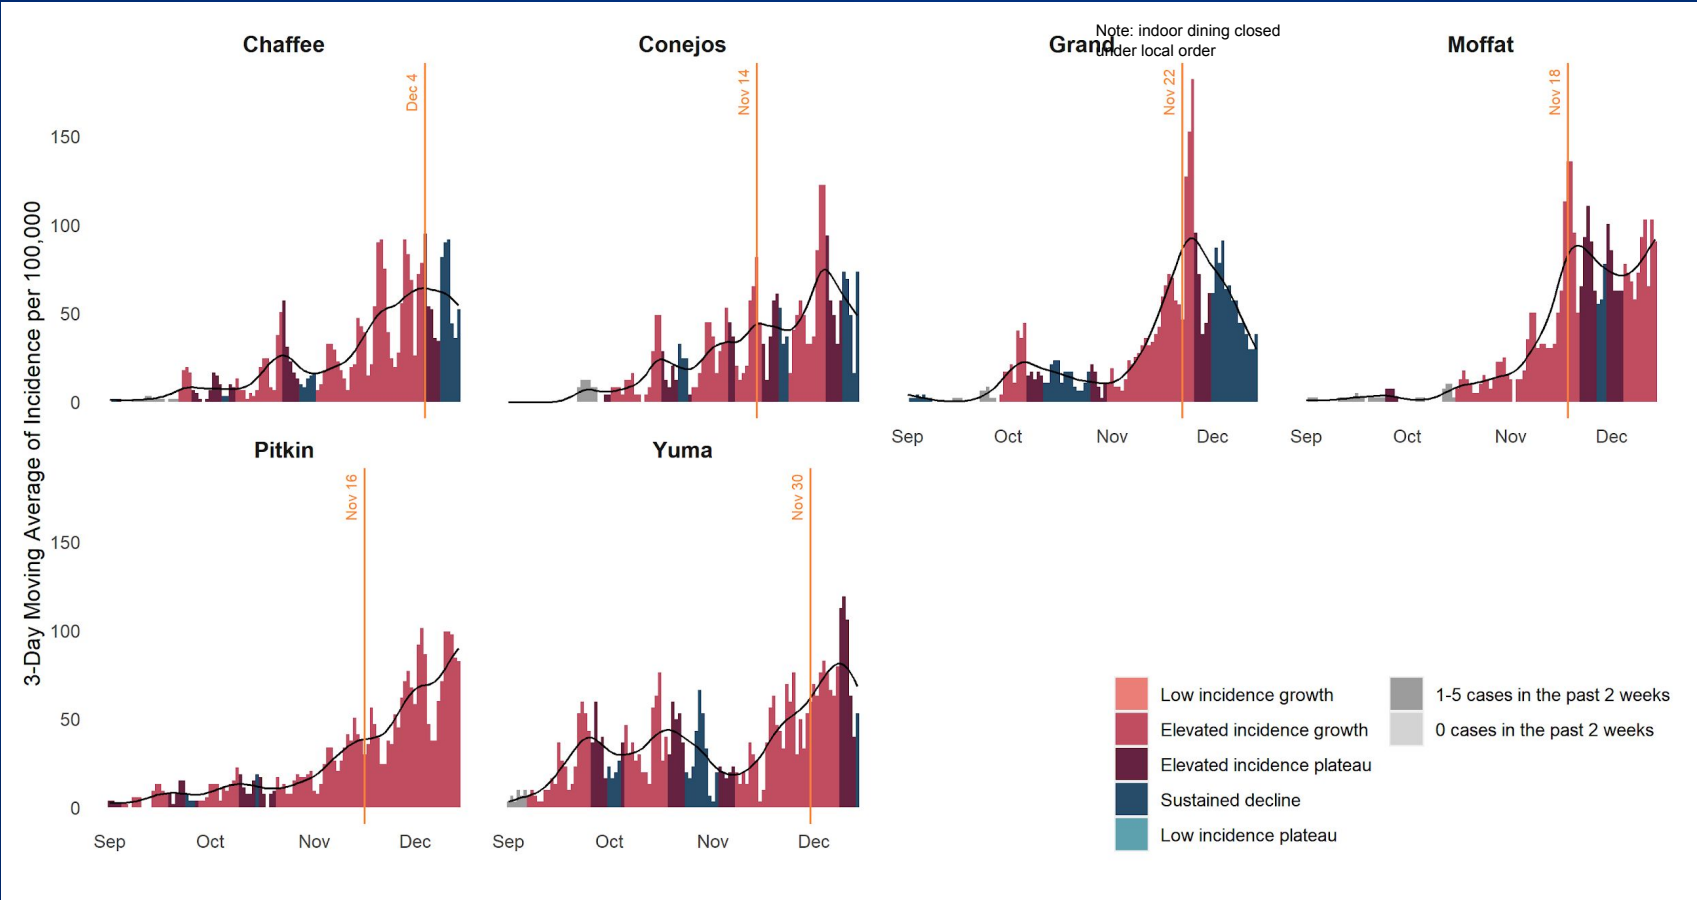 Note: indoor dining closed
under local order
Chaffee
Conejos
Grand
Moffat
Dec 4
Nov 14
Nov 22
Nov 18
3-Day Moving Average of Incidence per 100,000
150
100
50
0
Sep Oct Nov Dec
Sep Oct Nov Dec
Pitkin
Yuma
Nov 16
Nov 30
150
100
50
0
Sep Oct Nov Dec
Sep Oct Nov Dec
Low incidence growth
Elevated incidence growth
Elevated incidence plateau
Sustained decline
Low incidence plateau
1-5 cases in the past 2 weeks
0 cases in the past 2 weeks